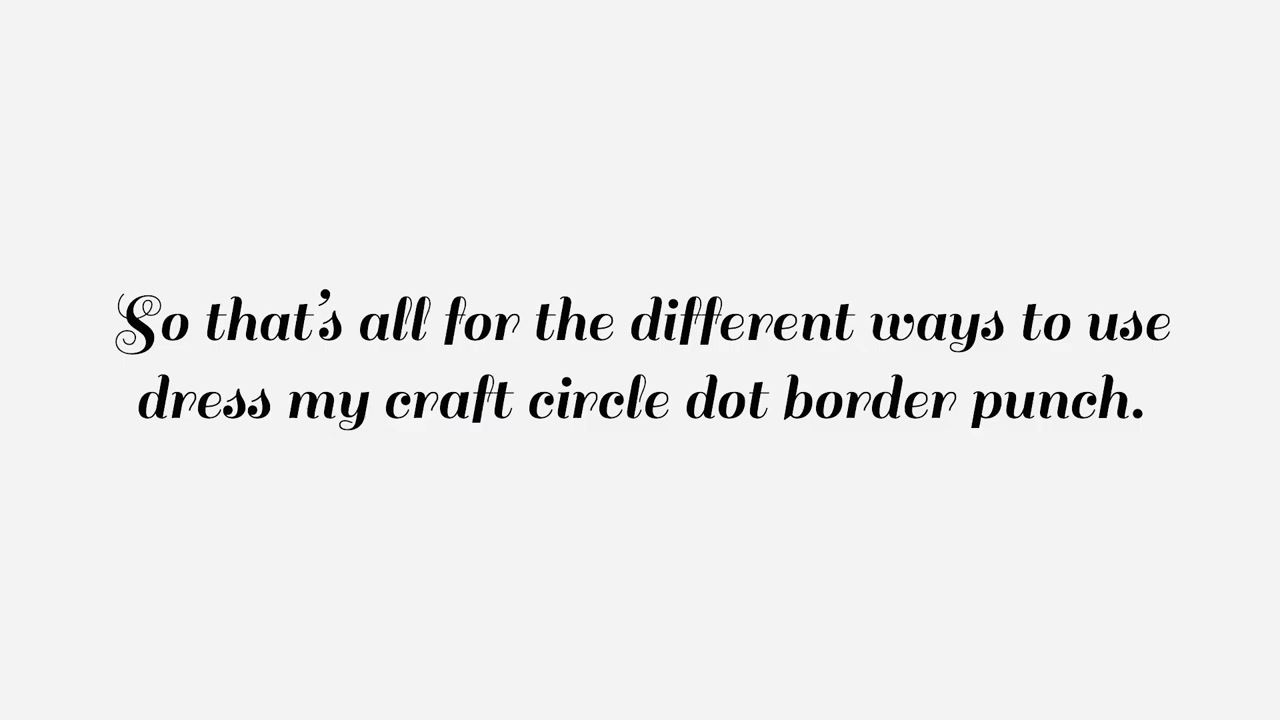 So that’s all for the different ways to use
dress my craft circle dot border punch.